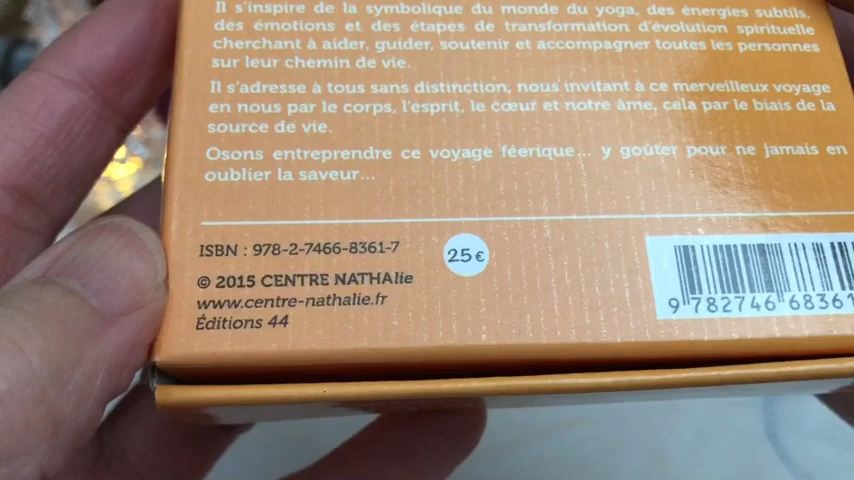 Il s'inspire de la symbolique du monde du yoga, des énergies subtils,
des émotions et des étapes de transformation d'évolution spirituelle
cherchant à aider, guider, soutenir et accompagner toutes les personnes
sur leur chemin de vie.
Il s'adresse à tous sans distinction, nous invitant à ce merveilleux voyage
en nous par le corps, l'esprit, le cœur et notre âme, cela par le biais de la
source de vie.
Osons entreprendre ce voyage féerique... y goûter pour ne jamais en
oublier la saveur...
ISBN : 978-2-7466-8361-7
25 €
© 2015 CENTRE NATHAlie
www.centre-nathalie.fr
Éditions 44
9 782746 68361